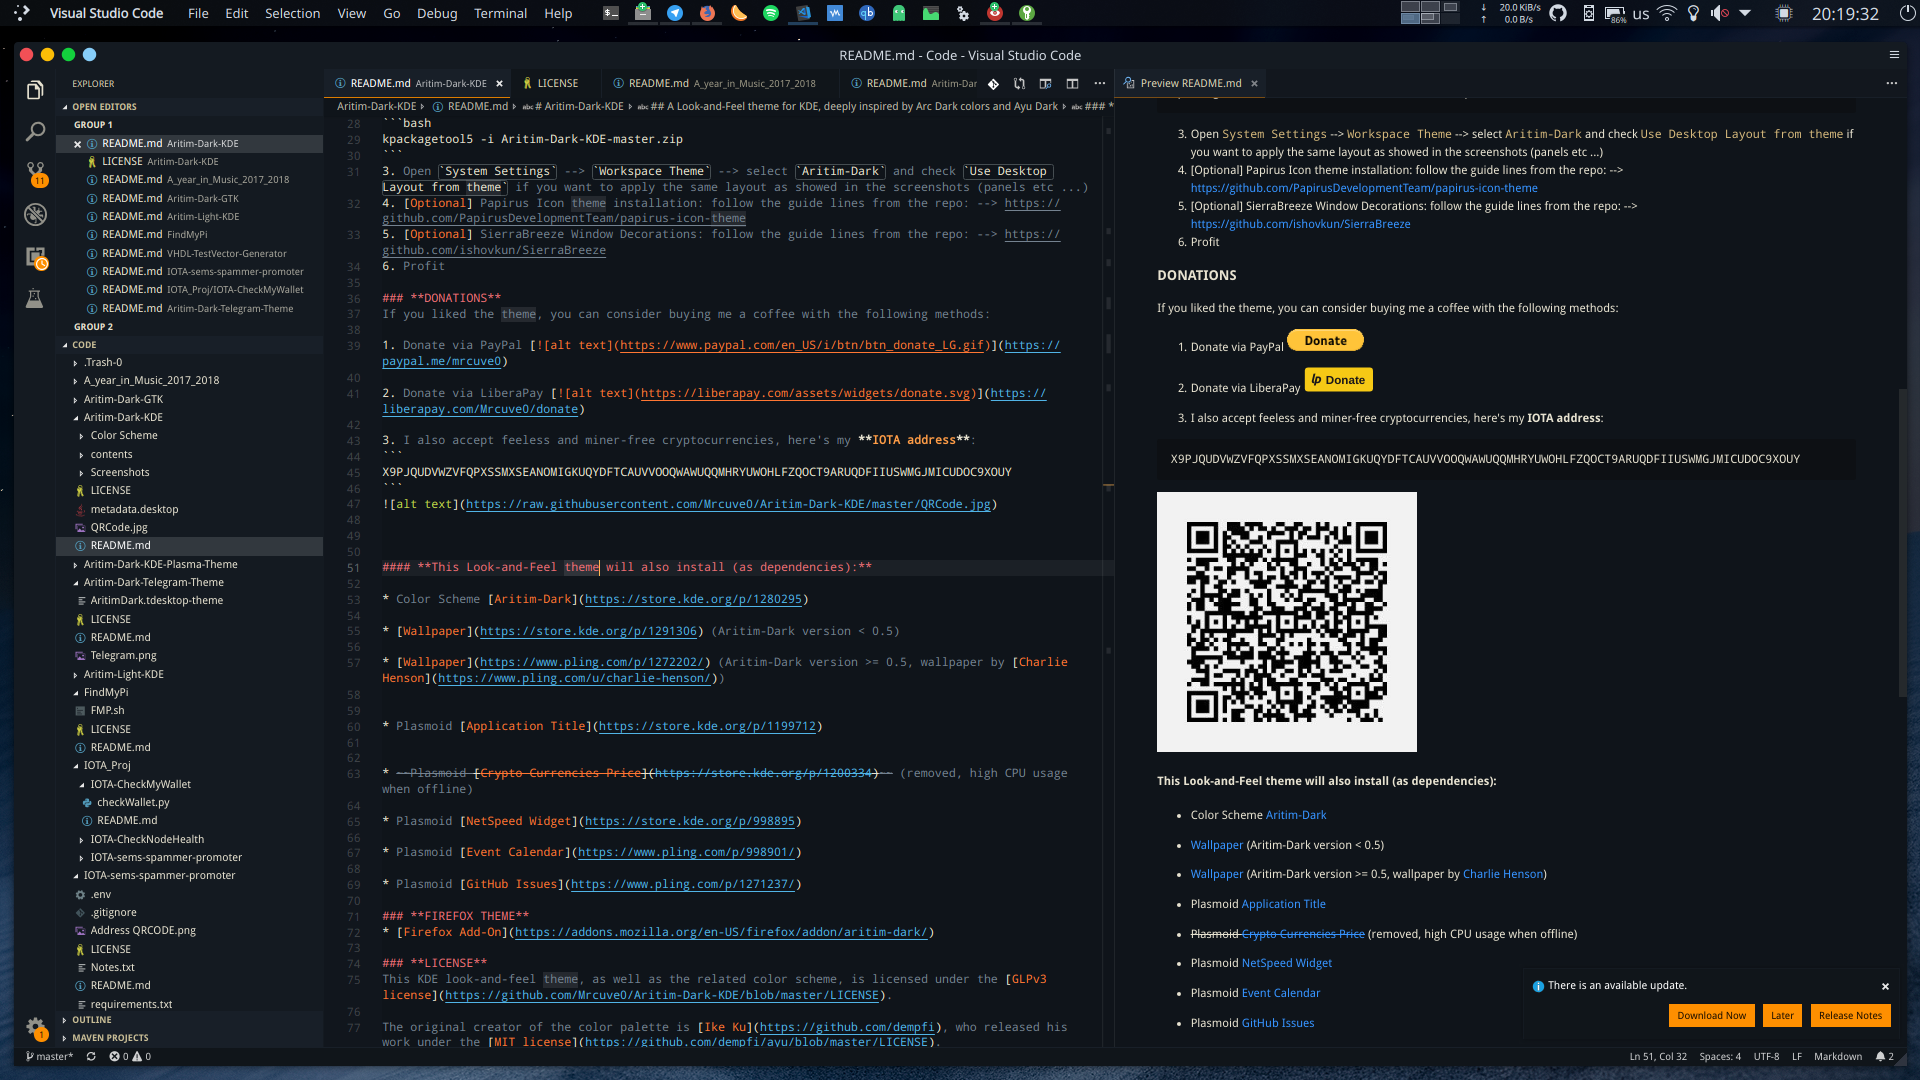 Visual Studio Code File Edit Selection View Go Debug Terminal Help
20.0 KiB/s
0.0 B/s
86%
us
20:19:32
README.md - Code - Visual Studio Code
EXPLORER
OPEN EDITORS
GROUP 1
README.md Aritim-Dark-KDE
LICENSE Aritim-Dark-KDE
README.md A_year_in_Music_2017_2018
README.md Aritim-Dark-GTK
README.md Aritim-Light-KDE
README.md FindMyPi
README.md VHDL-TestVector-Generator
README.md IOTA-sems-spammer-promoter
README.md IOTA_Proj/IOTA-CheckMyWallet
README.md Aritim-Dark-Telegram-Theme
GROUP 2
CODE
.Trash-0
A_year_in_Music_2017_2018
Aritim-Dark-GTK
Aritim-Dark-KDE
Color Scheme
contents
Screenshots
LICENSE
metadata.desktop
QRCode.jpg
README.md
Aritim-Dark-KDE-Plasma-Theme
Aritim-Dark-Telegram-Theme
AritimDark.tdesktop-theme
LICENSE
README.md
Telegram.png
Aritim-Light-KDE
FindMyPi
FMP.sh
LICENSE
README.md
IOTA_Proj
IOTA-CheckMyWallet
checkWallet.py
README.md
IOTA-CheckNodeHealth
IOTA-sems-spammer-promoter
IOTA-sems-spammer-promoter
.env
.gitignore
Address QRCODE.png
LICENSE
Notes.txt
README.md
requirements.txt
OUTLINE
MAVEN PROJECTS
11
1
README.md Aritim-Dark-KDE × LICENSE README.md A_year_in_Music_2017_2018 README.md Aritim-Dar
Aritim-Dark-KDE README.md # Aritim-Dark-KDE ## A Look-and-Feel theme for KDE, deeply inspired by Arc Dark colors and Ayu Dark ### *
28 ```bash
29 kpackagetool5 -i Aritim-Dark-KDE-master.zip
30 ```
31 3. Open `System Settings` --> `Workspace Theme` --> select `Aritim-Dark` and check `Use Desktop
Layout from theme` if you want to apply the same layout as showed in the screenshots (panels etc ...)
32 4. [Optional] Papirus Icon theme installation: follow the guide lines from the repo: --> https://
github.com/PapirusDevelopmentTeam/papirus-icon-theme
33 5. [Optional] SierraBreeze Window Decorations: follow the guide lines from the repo: --> https://
github.com/ishovkun/SierraBreeze
34 6. Profit
35
36 ### **DONATIONS**
37 If you liked the theme, you can consider buying me a coffee with the following methods:
38
39 1. Donate via PayPal [![alt text](https://www.paypal.com/en_US/i/btn/btn_donate_LG.gif)](https://
paypal.me/mrcuve0)
40
41 2. Donate via LiberaPay [![alt text](https://liberapay.com/assets/widgets/donate.svg)](https://
liberapay.com/Mrcuve0/donate)
42
43 3. I also accept feeless and miner-free cryptocurrencies, here's my **IOTA address**:
44 ```
45 X9PJQUDVWZVFQPXSSMXSEANOMIGKUQYDFTCAUVVOOQWAWUQQMHRYUWOHLFZQOCT9ARUQDFIIUSWMGJMICUDOC9XOUY
46 ```
47 ![alt text](https://raw.githubusercontent.com/Mrcuve0/Aritim-Dark-KDE/master/QRCode.jpg)
48
49
50
51 #### **This Look-and-Feel theme will also install (as dependencies):**
52
53 * Color Scheme [Aritim-Dark](https://store.kde.org/p/1280295)
54
55 * [Wallpaper](https://store.kde.org/p/1291306) (Aritim-Dark version < 0.5)
56
57 * [Wallpaper](https://www.pling.com/p/1272202/) (Aritim-Dark version >= 0.5, wallpaper by [Charlie
Henson](https://www.pling.com/u/charlie-henson/))
58
59
60 * Plasmoid [Application Title](https://store.kde.org/p/1199712)
61
62
63 * ~~Plasmoid [Crypto Currencies Price](https://store.kde.org/p/1200334)~~ (removed, high CPU usage
when offline)
64
65 * Plasmoid [NetSpeed Widget](https://store.kde.org/p/998895)
66
67 * Plasmoid [Event Calendar](https://www.pling.com/p/998901/)
68
69 * Plasmoid [GitHub Issues](https://www.pling.com/p/1271237/)
70
71 ### **FIREFOX THEME**
72 * [Firefox Add-On](https://addons.mozilla.org/en-US/firefox/addon/aritim-dark/)
73
74 ### **LICENSE**
75 This KDE look-and-feel theme, as well as the related color scheme, is licensed under the [GLPv3
license](https://github.com/Mrcuve0/Aritim-Dark-KDE/blob/master/LICENSE).
76
77 The original creator of the color palette is [Ike Ku](https://github.com/dempfi), who released his
work under the [MIT license](https://github.com/dempfi/ayu/blob/master/LICENSE).
Preview README.md ×
3. Open System Settings --> Workspace Theme --> select Aritim-Dark and check Use Desktop Layout from theme if
you want to apply the same layout as showed in the screenshots (panels etc ...)
4. [Optional] Papirus Icon theme installation: follow the guide lines from the repo: -->
https://github.com/PapirusDevelopmentTeam/papirus-icon-theme
5. [Optional] SierraBreeze Window Decorations: follow the guide lines from the repo: -->
https://github.com/ishovkun/SierraBreeze
6. Profit
DONATIONS
If you liked the theme, you can consider buying me a coffee with the following methods:
1. Donate via PayPal Donate
2. Donate via LiberaPay lp Donate
3. I also accept feeless and miner-free cryptocurrencies, here's my IOTA address:
X9PJQUDVWZVFQPXSSMXSEANOMIGKUQYDFTCAUVVOOQWAWUQQMHRYUWOHLFZQOCT9ARUQDFIIUSWMGJMICUDOC9XOUY
This Look-and-Feel theme will also install (as dependencies):
• Color Scheme Aritim-Dark
• Wallpaper (Aritim-Dark version < 0.5)
• Wallpaper (Aritim-Dark version >= 0.5, wallpaper by Charlie Henson)
• Plasmoid Application Title
• Plasmoid Crypto Currencies Price (removed, high CPU usage when offline)
• Plasmoid NetSpeed Widget
• Plasmoid Event Calendar
• Plasmoid GitHub Issues
There is an available update.
Download Now Later Release Notes
master* 0 0
Ln 51, Col 32 Spaces: 4 UTF-8 LF Markdown 2